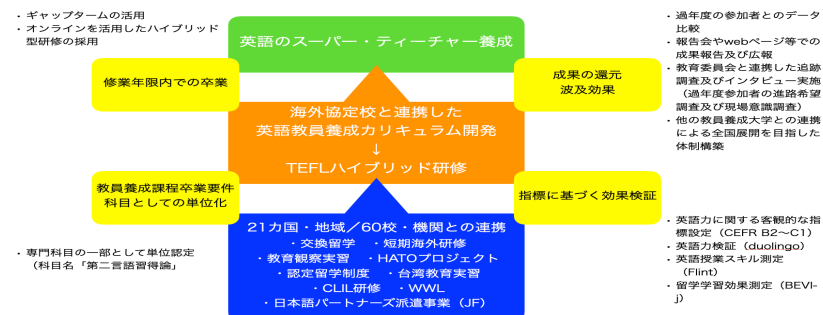 ・ ギャップタームの活用
・ オンラインを活用したハイブリッド
型研修の採用
英語のスーパー・ティーチャー養成
修業年限内での卒業
成果の還元
波及効果
・ 過年度の参加者とのデータ
比較
・ 報告会やwebページ等での
成果報告及び広報
・ 教育委員会と連携した追跡
調査及びインタビュー実施
（過年度参加者の進路希望
調査及び現場意識調査）
・ 他の教員養成大学との連携
による全国展開を目指した
体制構築
海外協定校と連携した
英語教員養成カリキュラム開発
↓
TEFLハイブリッド研修
教員養成課程卒業要件
科目としての単位化
指標に基づく効果検証
21カ国・地域／60校・機関との連携
・交換留学 ・短期海外研修
・教育観察実習 ・HATOプロジェクト
・認定留学制度 ・台湾教育実習
・CLIL研修 ・WWL
・日本語パートナーズ派遣事業（JF）
・ 専門科目の一部として単位認定
（科目名「第二言語習得論」
・ 英語力に関する客観的な指
標設定（CEFR B2〜C1）
・ 英語力検証（duolingo）
・ 英語授業スキル測定
（Flint）
・ 留学学習効果測定（BEVI-
j）